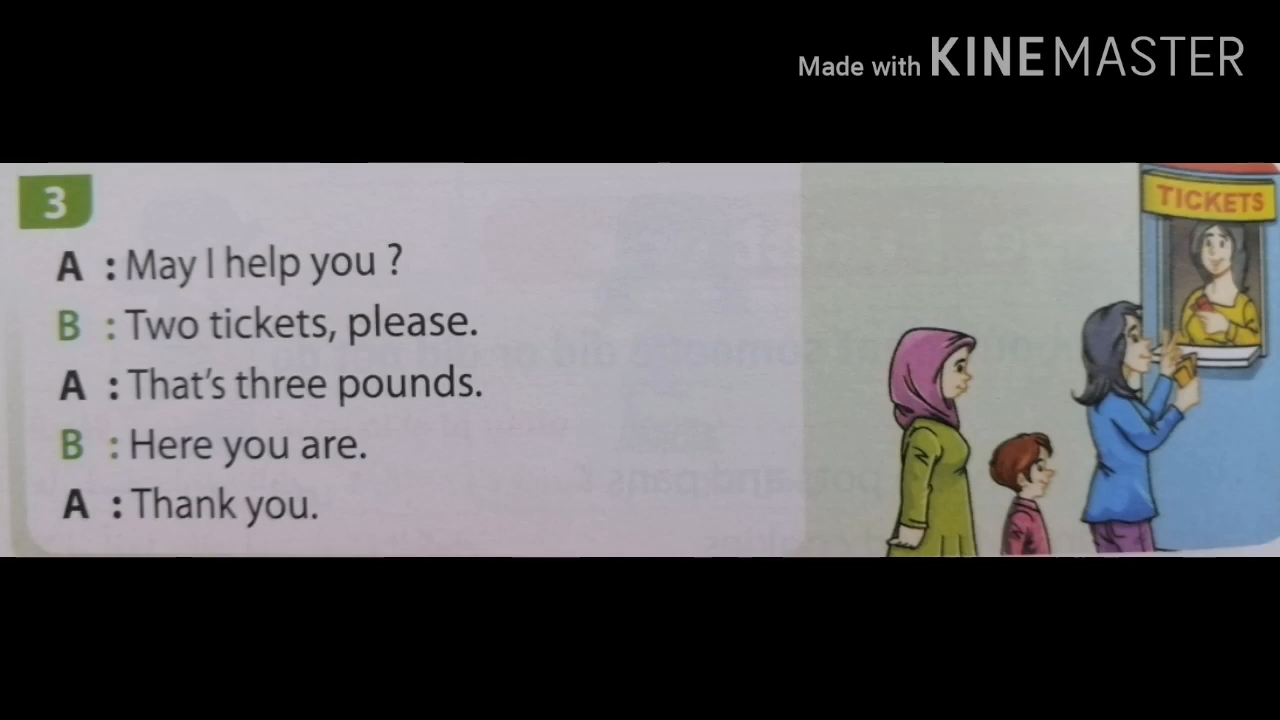 Made with KINEMASTER
3
A : May I help you ?
B : Two tickets, please.
A : That's three pounds.
B : Here you are.
A : Thank you.
TICKETS